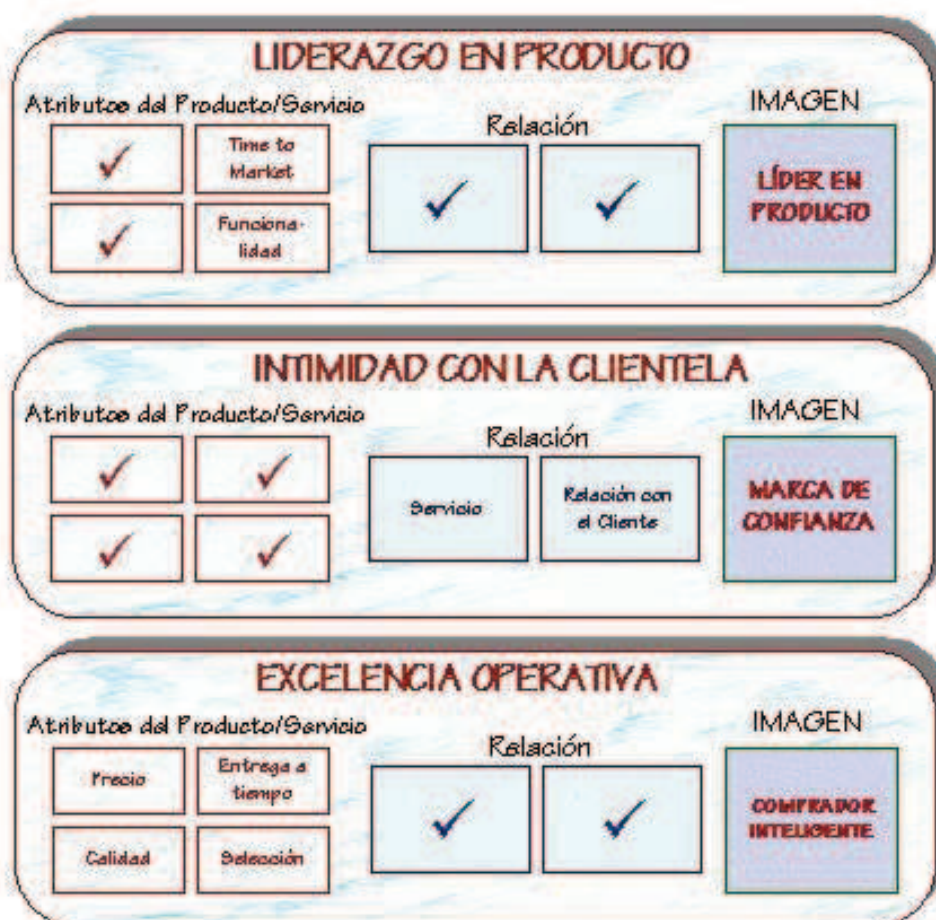 LIDERAZGO EN PRODUCTO
Atributos del Producto/Servicio
Relación
IMAGEN
✓
Time to
Market
✓
Funciona-
lidad
✓
✓
LÍDER EN
PRODUCTO
INTIMIDAD CON LA CLIENTELA
Atributos del Producto/Servicio
Relación
IMAGEN
✓
✓
✓
✓
Servicio
Relación con
el Cliente
MARCA DE
CONFIANZA
EXCELENCIA OPERATIVA
Atributos del Producto/Servicio
Relación
IMAGEN
Precio
Entrega a
tiempo
Calidad
Selección
✓
✓
COMPRADOR
INTELIGENTE